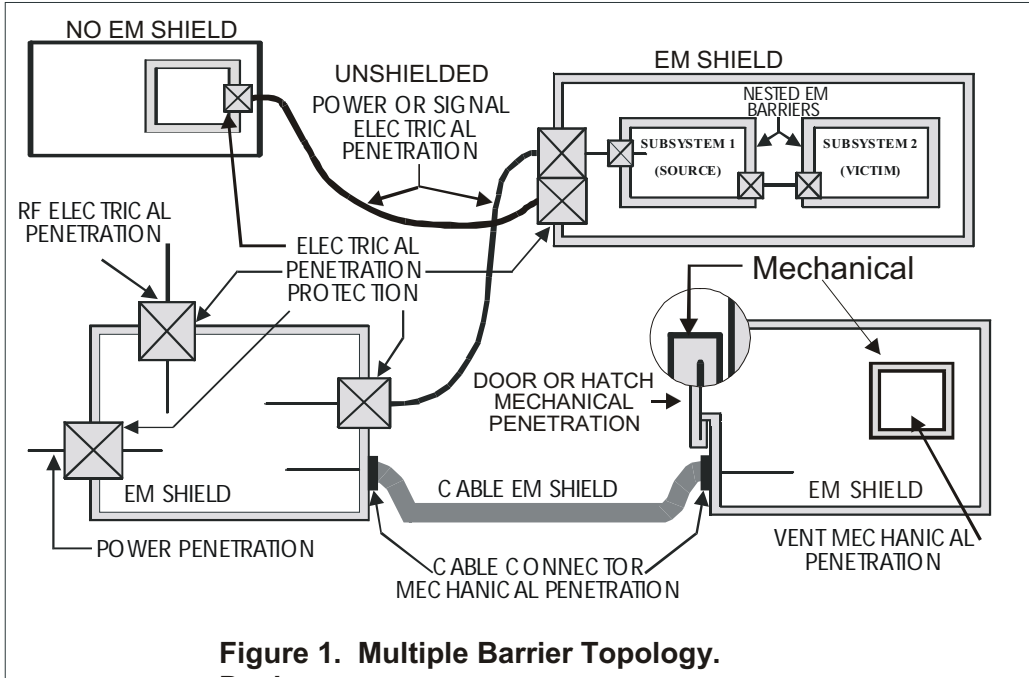 NO EM SHIELD
UNSHIELDED
POWER OR SIGNAL
ELECTRICAL
PENETRATION
EM SHIELD
NESTED EM
BARRIERS
SUBSYSTEM 1
(SOURCE)
SUBSYSTEM 2
(VICTIM)
RF ELECTRICAL
PENETRATION
ELECTRICAL
PENETRATION
PROTECTION
Mechanical
DOOR OR HATCH
MECHANICAL
PENETRATION
EM SHIELD
CABLE EM SHIELD
EM SHIELD
POWER PENETRATION
CABLE CONNECTOR
MECHANICAL PENETRATION
VENT MECHANICAL
PENETRATION
Figure 1. Multiple Barrier Topology.